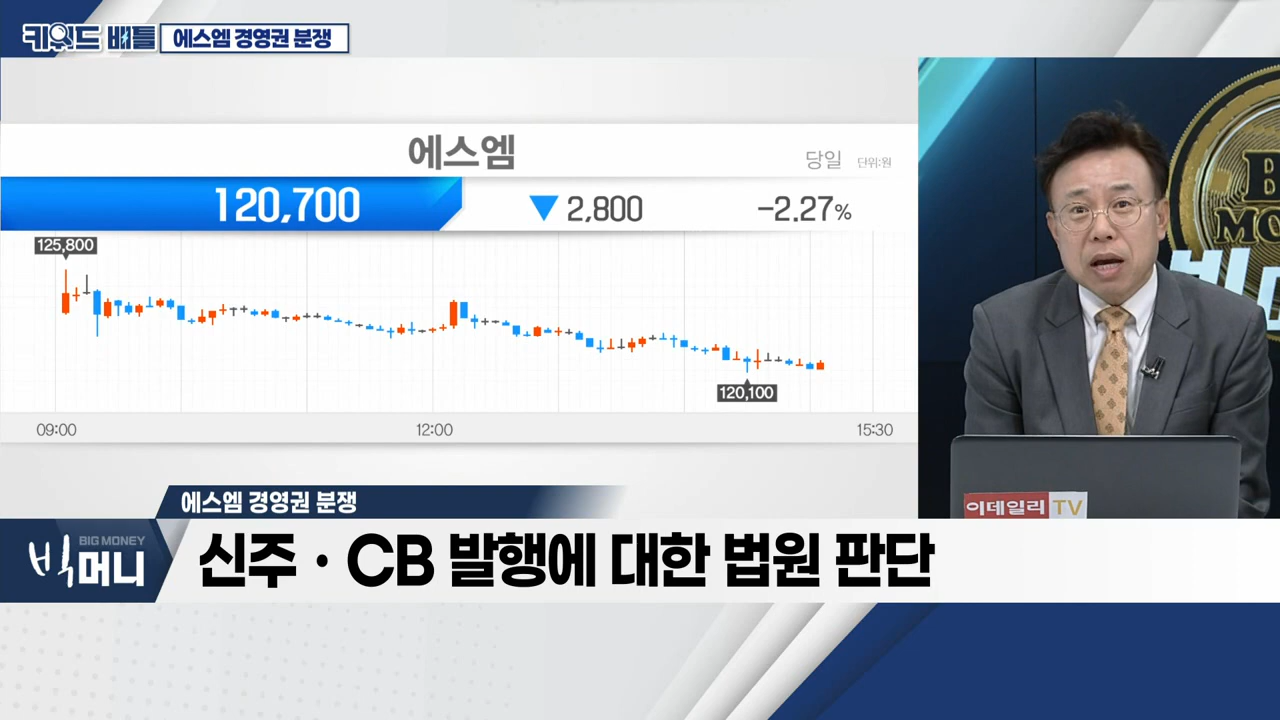 키워드 배틀 에스엠 경영권 분쟁
에스엠
당일 단위:원
120,700 ▼ 2,800 -2.27%
125,800
120,100
09:00 12:00 15:30
이데일리 TV
에스엠 경영권 분쟁
BIG MONEY
빅머니
신주·CB 발행에 대한 법원 판단